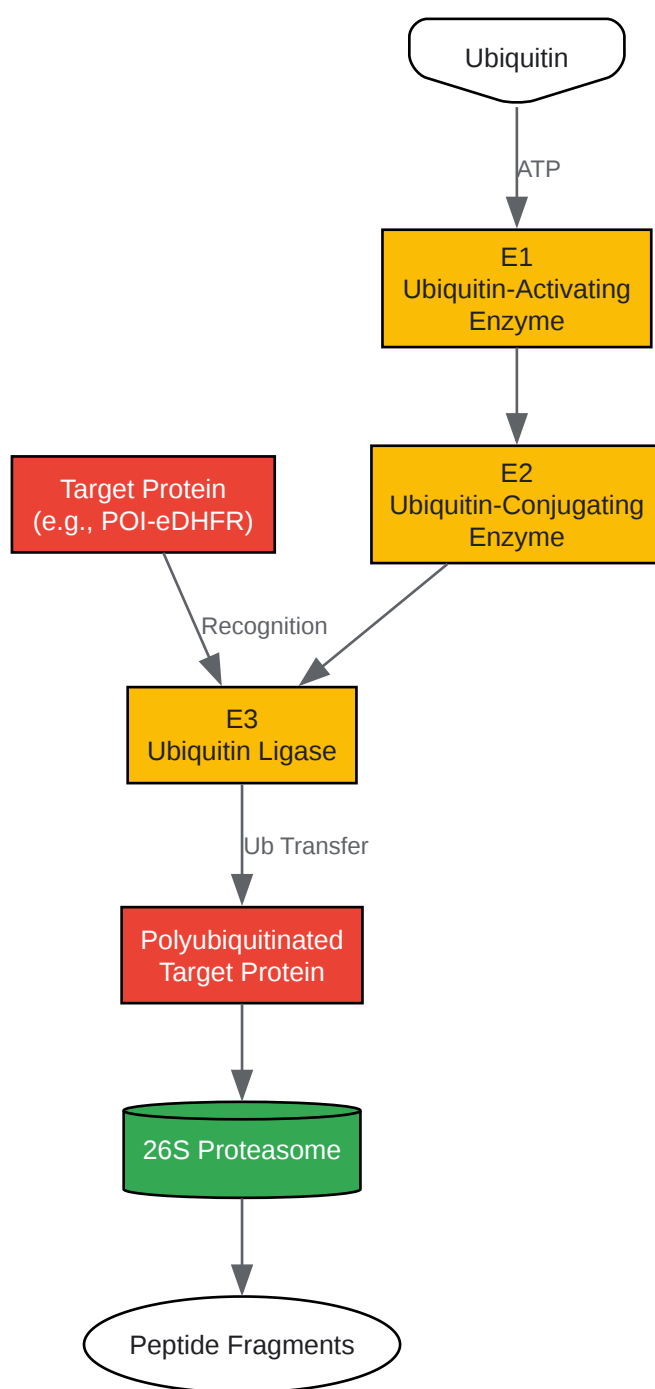 Ubiquitin
ATP
E1
Ubiquitin-Activating
Enzyme
E2
Ubiquitin-Conjugating
Enzyme
Target Protein
(e.g., POI-eDHFR)
Recognition
E3
Ubiquitin Ligase
Ub Transfer
Polyubiquitinated
Target Protein
26S Proteasome
Peptide Fragments